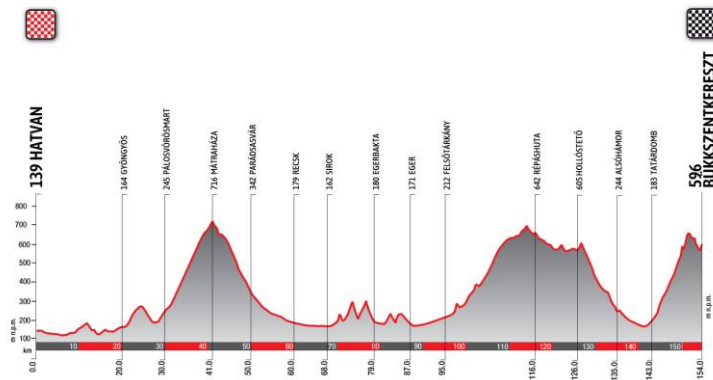 139 HATVAN
164 GYÖNGYÖS
245 PÁLOSVÖRÖSMART
716 MÁTRAHÁZA
342 PARÁDSASVÁR
179 RECSK
162 SIROK
180 EGERBAKTA
171 EGER
212 FELSŐTÁRKÁNY
642 RÉPÁSHUTA
605 HOLLÓSTETŐ
244 ALSÓHÁMOR
183 TATÁRDOMB
596 BÜKKSZENTKERESZT
800
700
600
500
400
300
200
m n.p.m. 100
m n.p.m.
km 10 20 30 40 50 60 70 80 90 100 110 120 130 140 150
0.0 20.0 31.0 41.0 51.0 60.0 68.0 79.0 87.0 95.0 116.0 126.0 135.0 143.0 154.0